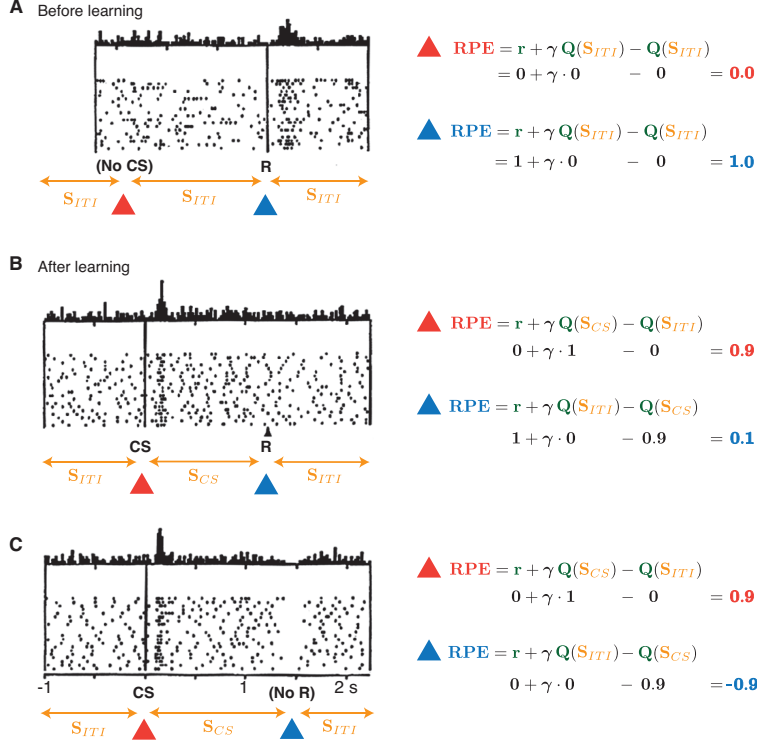 A Before learning
(No CS) R
S_ITI S_ITI S_ITI
RPE = r + γ Q(S_ITI) − Q(S_ITI)
= 0 + γ · 0 − 0 = 0.0
RPE = r + γ Q(S_ITI) − Q(S_ITI)
= 1 + γ · 0 − 0 = 1.0
B After learning
CS R
S_ITI S_CS S_ITI
RPE = r + γ Q(S_CS) − Q(S_ITI)
0 + γ · 1 − 0 = 0.9
RPE = r + γ Q(S_ITI) − Q(S_CS)
1 + γ · 0 − 0.9 = 0.1
C
-1 CS 1 (No R) 2 s
S_ITI S_CS S_ITI
RPE = r + γ Q(S_CS) − Q(S_ITI)
0 + γ · 1 − 0 = 0.9
RPE = r + γ Q(S_ITI) − Q(S_CS)
0 + γ · 0 − 0.9 =-0.9